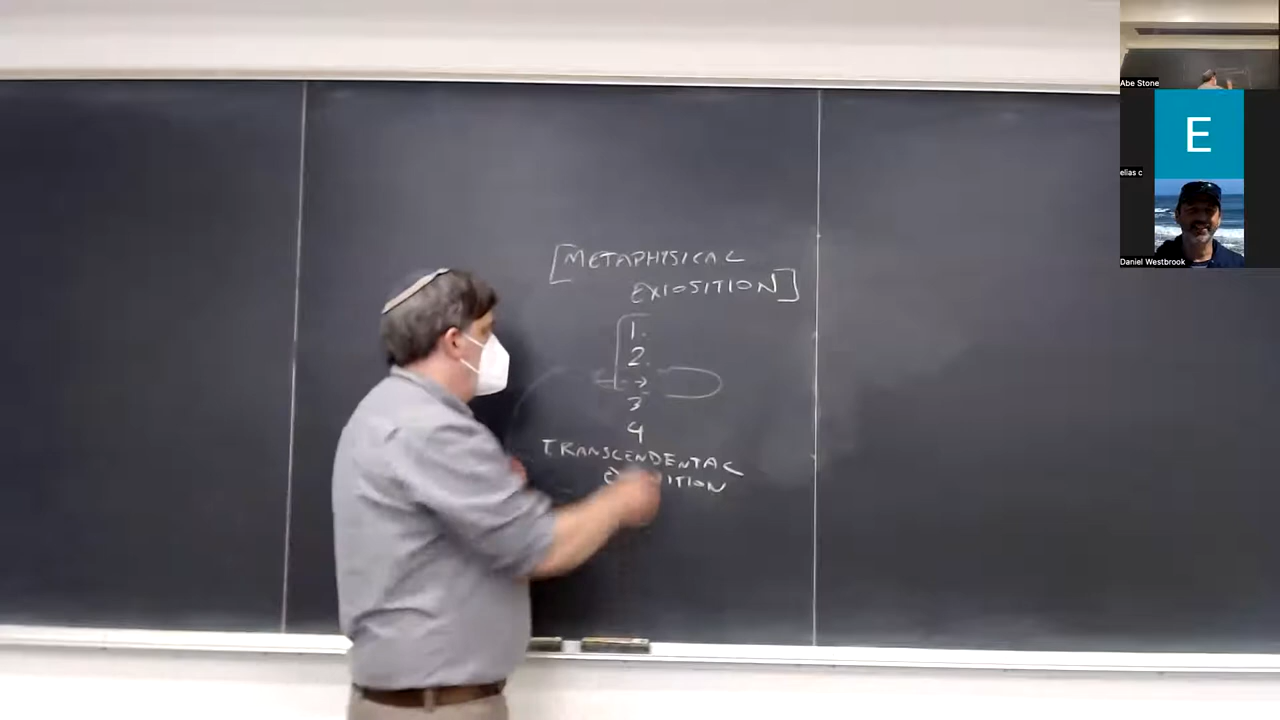 [METAPHYSICAL
EXPOSITION]
1.
2.
→
3
4
TRANSCENDENTAL
Abe Stone
E
elias c
Daniel Westbrook